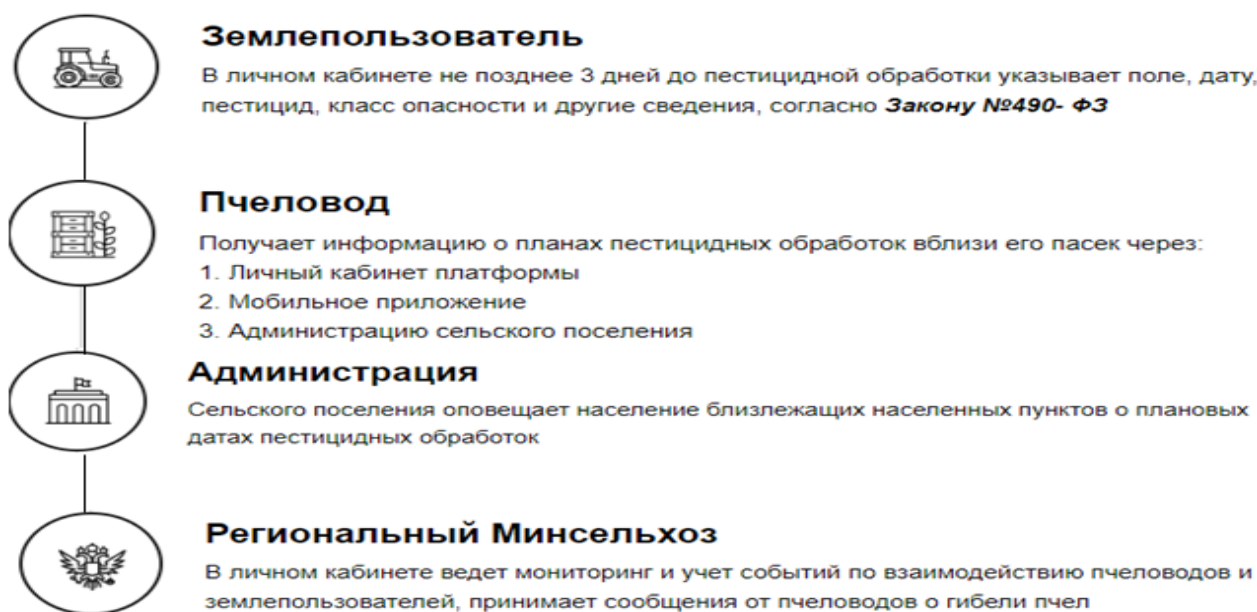 Землепользователь
В личном кабинете не позднее 3 дней до пестицидной обработки указывает поле, дату,
пестицид, класс опасности и другие сведения, согласно Закону №490- ФЗ
Пчеловод
Получает информацию о планах пестицидных обработок вблизи его пасек через:
1. Личный кабинет платформы
2. Мобильное приложение
3. Администрацию сельского поселения
Администрация
Сельского поселения оповещает население близлежащих населенных пунктов о плановых
датах пестицидных обработок
Региональный Минсельхоз
В личном кабинете ведет мониторинг и учет событий по взаимодействию пчеловодов и
землепользователей, принимает сообщения от пчеловодов о гибели пчел